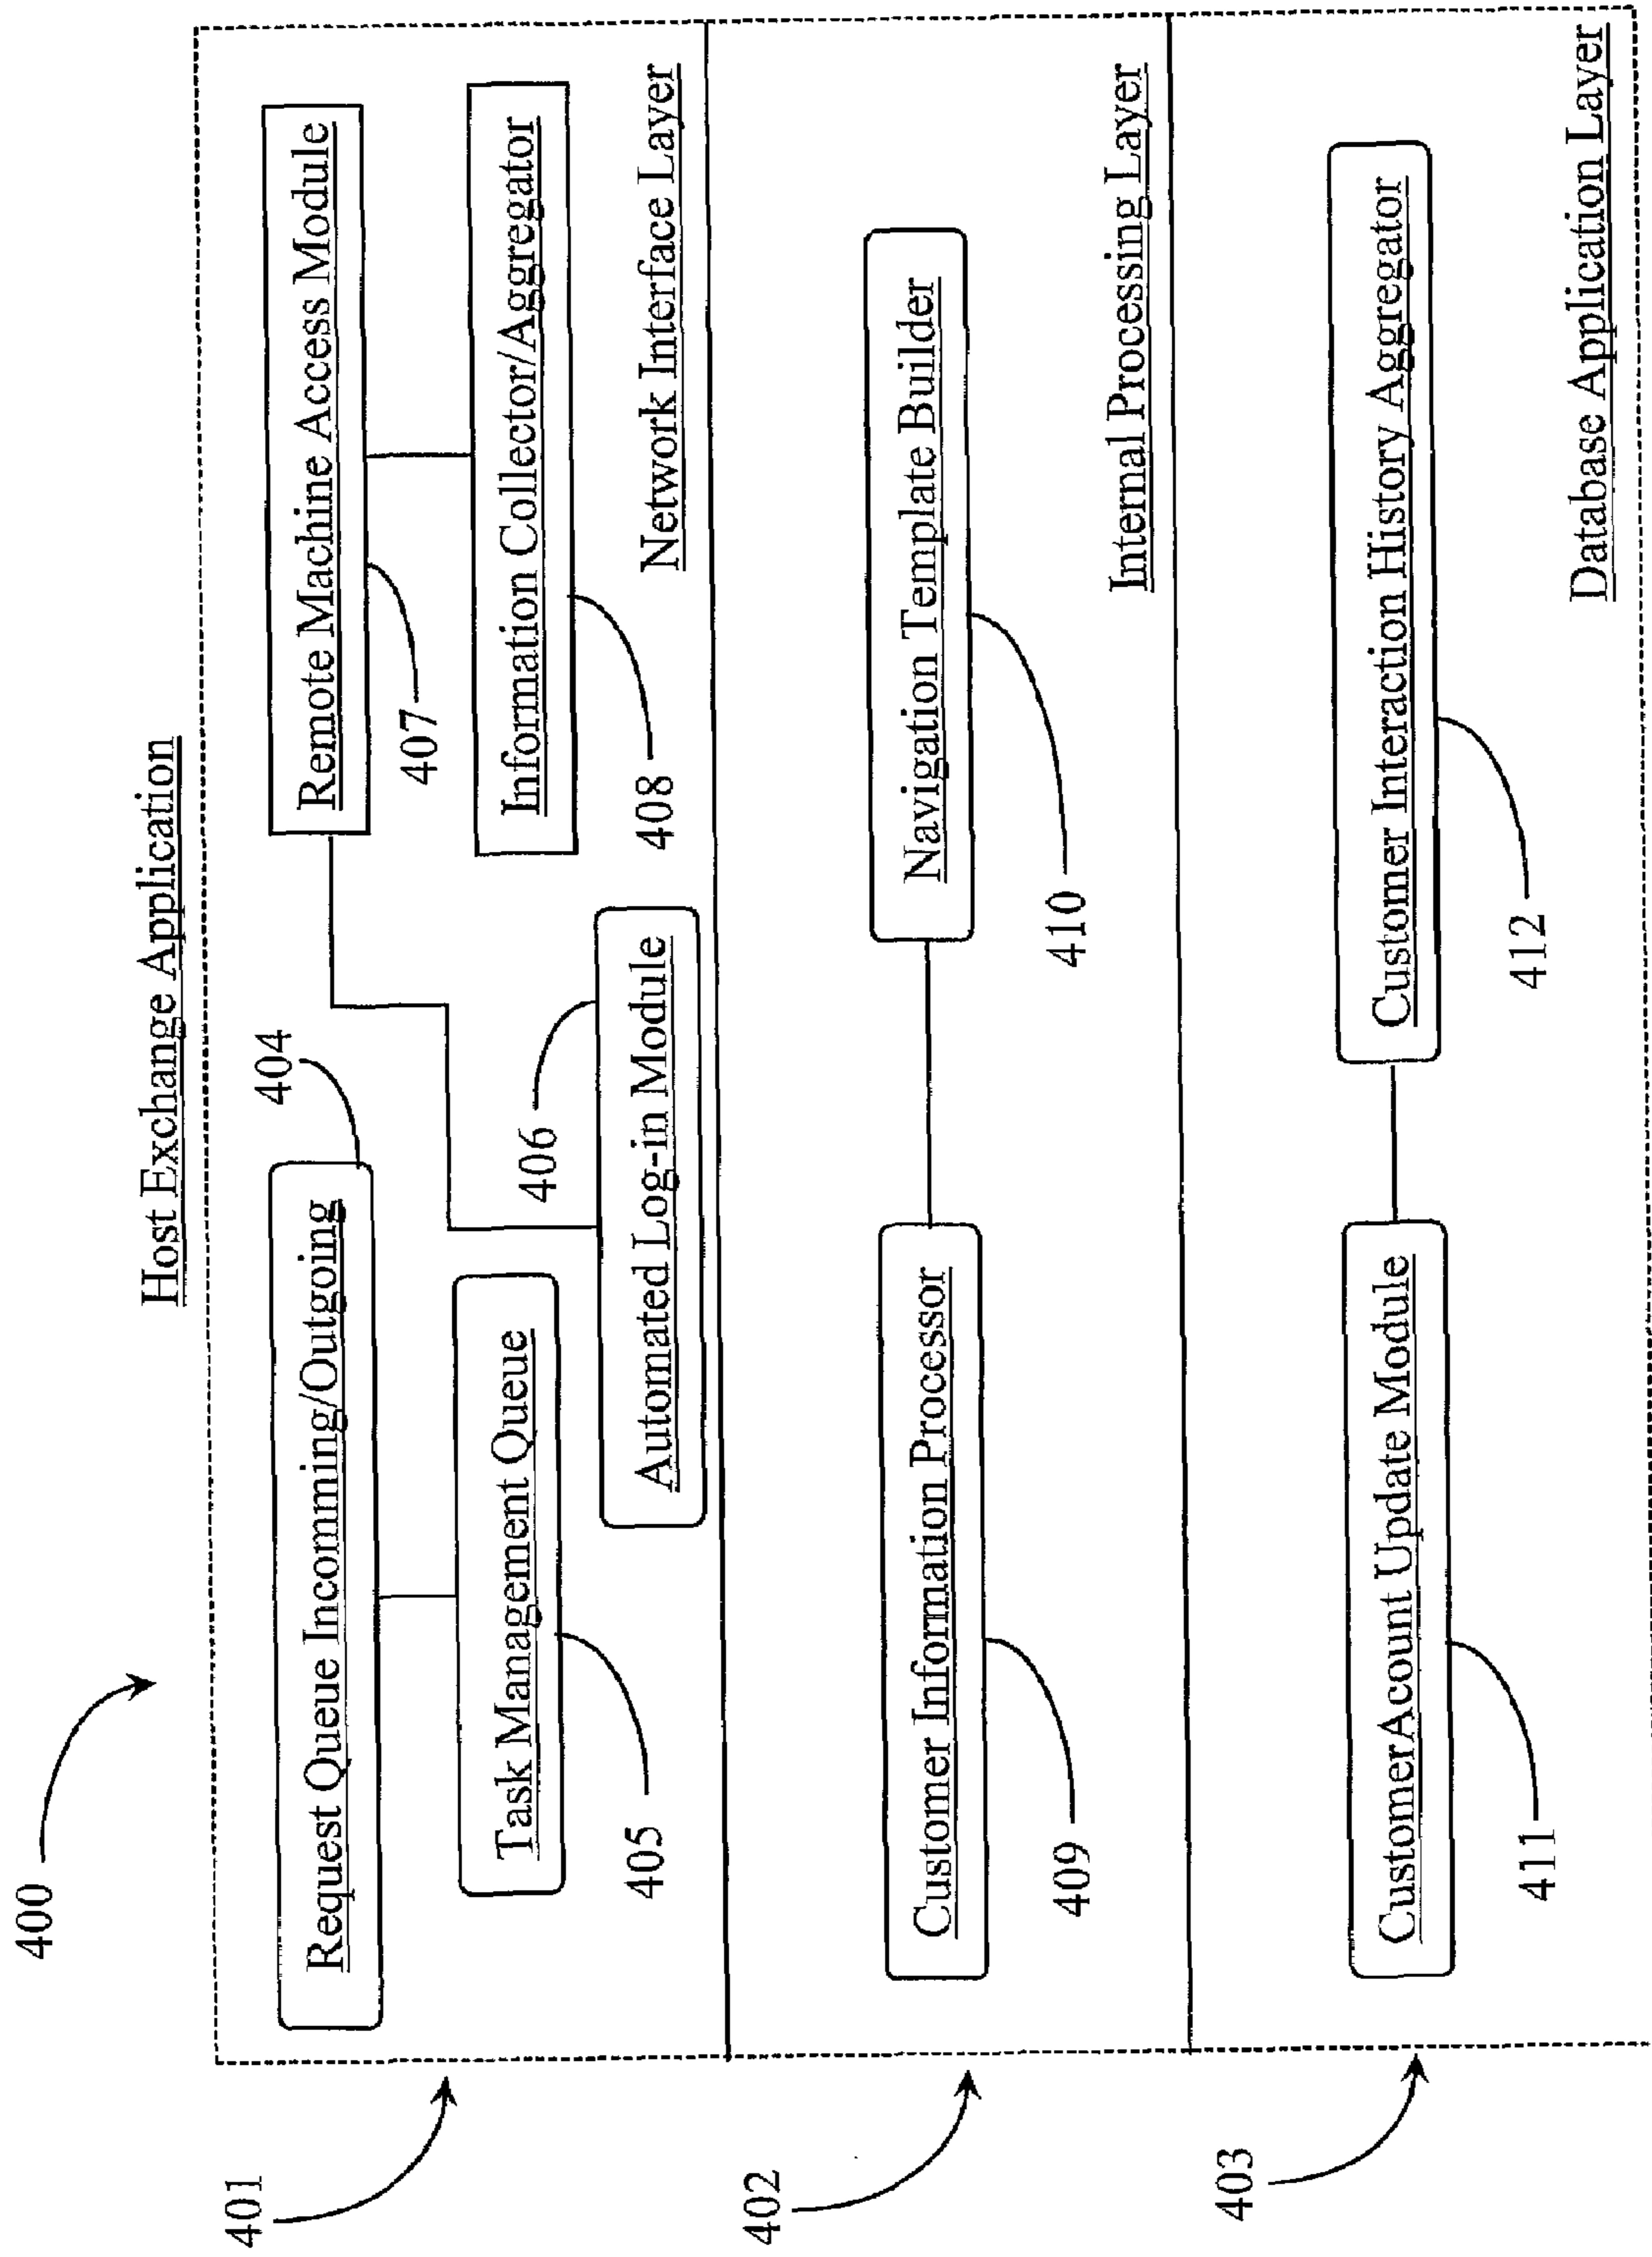 Host Exchange Application
400
401
Request Queue Incomming/Outgoing
404
Remote Machine Access Module
407
Task Management Queue
405
Information Collector/Aggregator
408
406
Automated Log-in Module
Network Interface Layer
402
Customer Information Processor
409
Navigation Template Builder
410
Internal Processing Layer
403
CustomerAcount Update Module
411
Customer Interaction History Aggregator
412
Database Application Layer